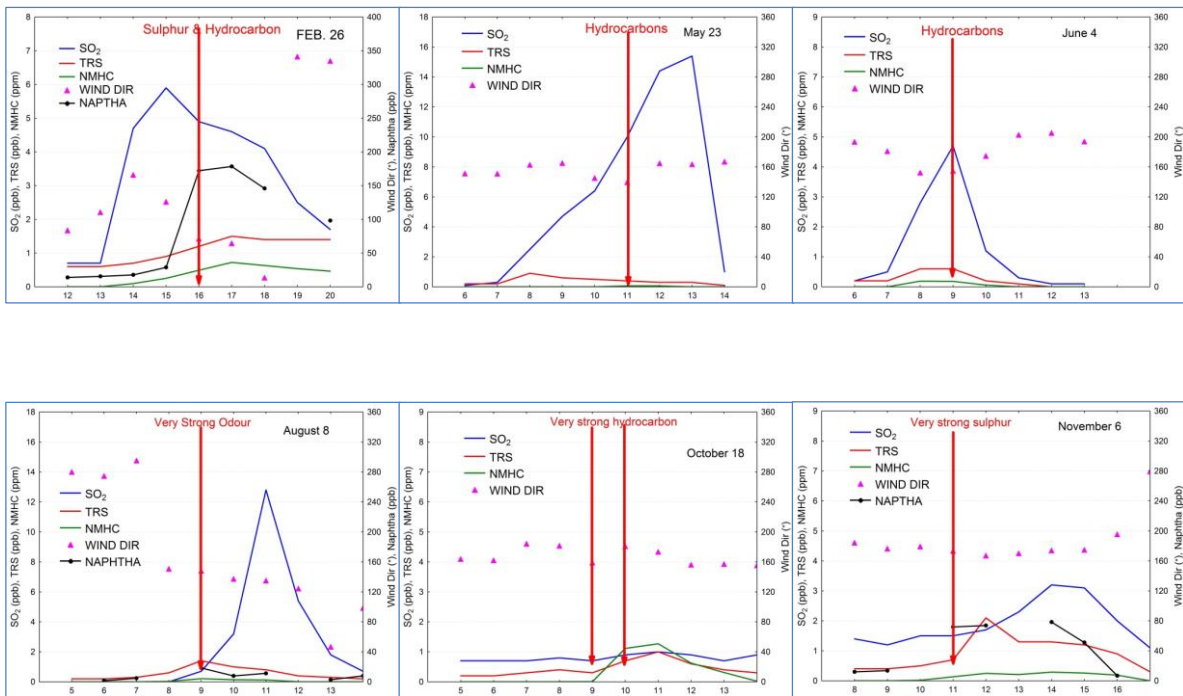 Sulphur & Hydrocarbon
FEB. 26
SO₂
TRS
NMHC
WIND DIR
NAPTHA
SO₂ (ppb), TRS (ppb), NMHC (ppm)
8
7
6
5
4
3
2
1
0
400
350
300
250
200
150
100
50
0
Wind Dir (°), Naphtha (ppb)
12 13 14 15 16 17 18 19 20
Hydrocarbons
May 23
SO₂
TRS
NMHC
WIND DIR
SO₂ (ppb), TRS (ppb), NMHC (ppm)
18
16
14
12
10
8
6
4
2
0
360
320
280
240
200
160
120
80
40
0
Wind Dir (°)
6 7 8 9 10 11 12 13 14
Hydrocarbons
June 4
SO₂
TRS
NMHC
WIND DIR
SO₂ (ppb), TRS (ppb), NMHC (ppm)
9
8
7
6
5
4
3
2
1
0
360
320
280
240
200
160
120
80
40
0
Wind Dir (°)
6 7 8 9 10 11 12 13
Very Strong Odour
August 8
SO₂
TRS
NMHC
WIND DIR
NAPHTHA
SO₂ (ppb), TRS (ppb), NMHC (ppm)
18
16
14
12
10
8
6
4
2
0
360
320
280
240
200
160
120
80
40
0
Wind Dir (°), Naphtha (ppb)
5 6 7 8 9 10 11 12 13
Very strong hydrocarbon
October 18
SO₂
TRS
NMHC
WIND DIR
SO₂ (ppb), TRS (ppb), NMHC (ppm)
9
8
7
6
5
4
3
2
1
0
360
320
280
240
200
160
120
80
40
0
Wind Dir (°)
5 6 7 8 9 10 11 12 13
Very strong sulphur
November 6
SO₂
TRS
NMHC
WIND DIR
NAPTHA
SO₂ (ppb), TRS (ppb), NMHC (ppm)
9
8
7
6
5
4
3
2
1
0
360
320
280
240
200
160
120
80
40
0
Wind Dir (°), Naphtha (ppb)
8 9 10 11 12 13 14 15 16